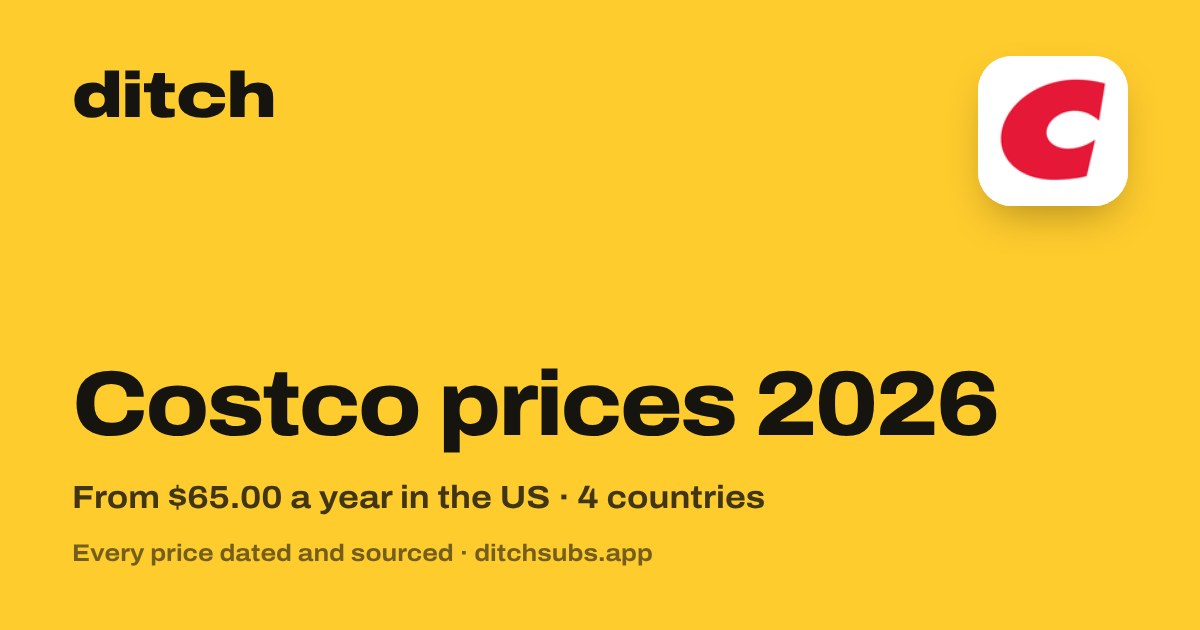 ditch
C
Costco prices 2026
From $65.00 a year in the US · 4 countries
Every price dated and sourced · ditchsubs.app